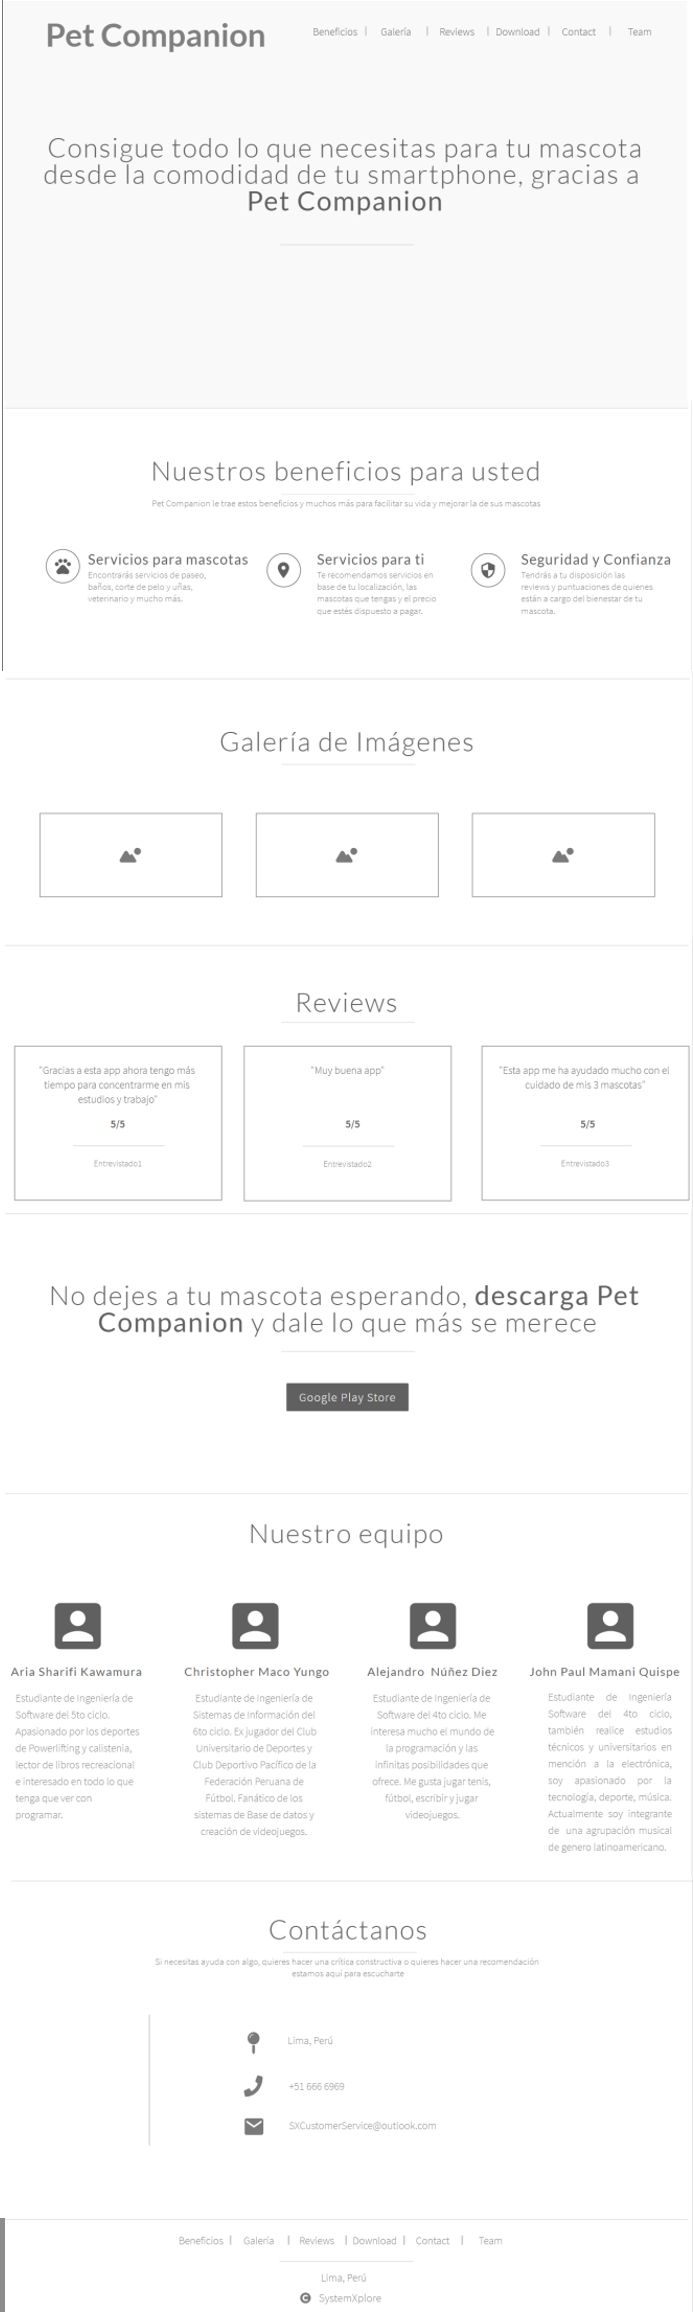 Pet Companion
Beneficios | Galería | Reviews | Download | Contact | Team
Consigue todo lo que necesitas para tu mascota
desde la comodidad de tu smartphone, gracias a
Pet Companion
Nuestros beneficios para usted
Pet Companion le trae estos beneficios y muchos más para facilitar su vida y mejorar la de sus mascotas
Servicios para mascotas
Encontrarás servicios de paseo,
baños, corte de pelo y uñas,
veterinario y mucho más.
Servicios para ti
Te recomendamos servicios en
base de tu localización, las
mascotas que tengas y el precio
que estés dispuesto a pagar.
Seguridad y Confianza
Tendrás a tu disposición las
reviews y puntuaciones de quienes
están a cargo del bienestar de tu
mascota.
Galería de Imágenes
Reviews
"Gracias a esta app ahora tengo más
tiempo para concentrarme en mis
estudios y trabajo"
5/5
Entrevistado1
"Muy buena app"
5/5
Entrevistado2
"Esta app me ha ayudado mucho con el
cuidado de mis 3 mascotas"
5/5
Entrevistado3
No dejes a tu mascota esperando, descarga Pet
Companion y dale lo que más se merece
Google Play Store
Nuestro equipo
Aria Sharifi Kawamura
Estudiante de Ingeniería de
Software del 5to ciclo.
Apasionado por los deportes
de Powerlifting y calistenia,
lector de libros recreacional
e interesado en todo lo que
tenga que ver con
programar.
Christopher Maco Yungo
Estudiante de Ingeniería de
Sistemas de Información del
6to ciclo. Ex jugador del Club
Universitario de Deportes y
Club Deportivo Pacífico de la
Federación Peruana de
Fútbol. Fanático de los
sistemas de Base de datos y
creación de videojuegos.
Alejandro Núñez Diez
Estudiante de Ingeniería de
Software del 4to ciclo. Me
interesa mucho el mundo de
la programación y las
infinitas posibilidades que
ofrece. Me gusta jugar tenis,
fútbol, escribir y jugar
videojuegos.
John Paul Mamani Quispe
Estudiante de Ingeniería
Software del 4to ciclo,
también realice estudios
técnicos y universitarios en
mención a la electrónica,
soy apasionado por la
tecnología, deporte, música.
Actualmente soy integrante
de una agrupación musical
de genero latinoamericano.
Contáctanos
Si necesitas ayuda con algo, quieres hacer una crítica constructiva o quieres hacer una recomendación
estamos aquí para escucharte
Lima, Perú
+51 666 6969
SXCustomerService@outlook.com
Beneficios | Galería | Reviews | Download | Contact | Team
Lima, Perú
© SystemXplore